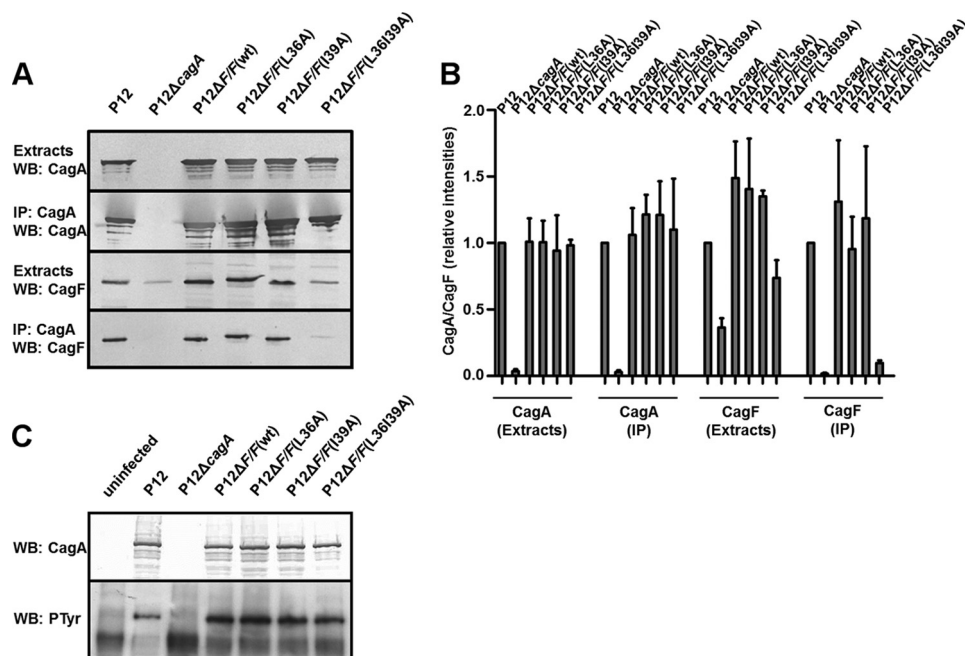 A
P12
P12ΔcagA
P12ΔF/F(wt)
P12ΔF/F(L36A)
P12ΔF/F(I39A)
P12ΔF/F(L36I39A)
Extracts
WB: CagA
IP: CagA
WB: CagA
Extracts
WB: CagF
IP: CagA
WB: CagF
B
P12
P12ΔcagA
P12ΔF/F(wt)
P12ΔF/F(L36A)
P12ΔF/F(I39A)
P12ΔF/F(L36I39A)
P12
P12ΔcagA
P12ΔF/F(wt)
P12ΔF/F(L36A)
P12ΔF/F(I39A)
P12ΔF/F(L36I39A)
P12
P12ΔcagA
P12ΔF/F(wt)
P12ΔF/F(L36A)
P12ΔF/F(I39A)
P12ΔF/F(L36I39A)
P12
P12ΔcagA
P12ΔF/F(wt)
P12ΔF/F(L36A)
P12ΔF/F(I39A)
P12ΔF/F(L36I39A)
CagA/CagF (relative intensities)
2.0
1.5
1.0
0.5
0.0
CagA
(Extracts)
CagA
(IP)
CagF
(Extracts)
CagF
(IP)
C
uninfected
P12
P12ΔcagA
P12ΔF/F(wt)
P12ΔF/F(L36A)
P12ΔF/F(I39A)
P12ΔF/F(L36I39A)
WB: CagA
WB: PTyr